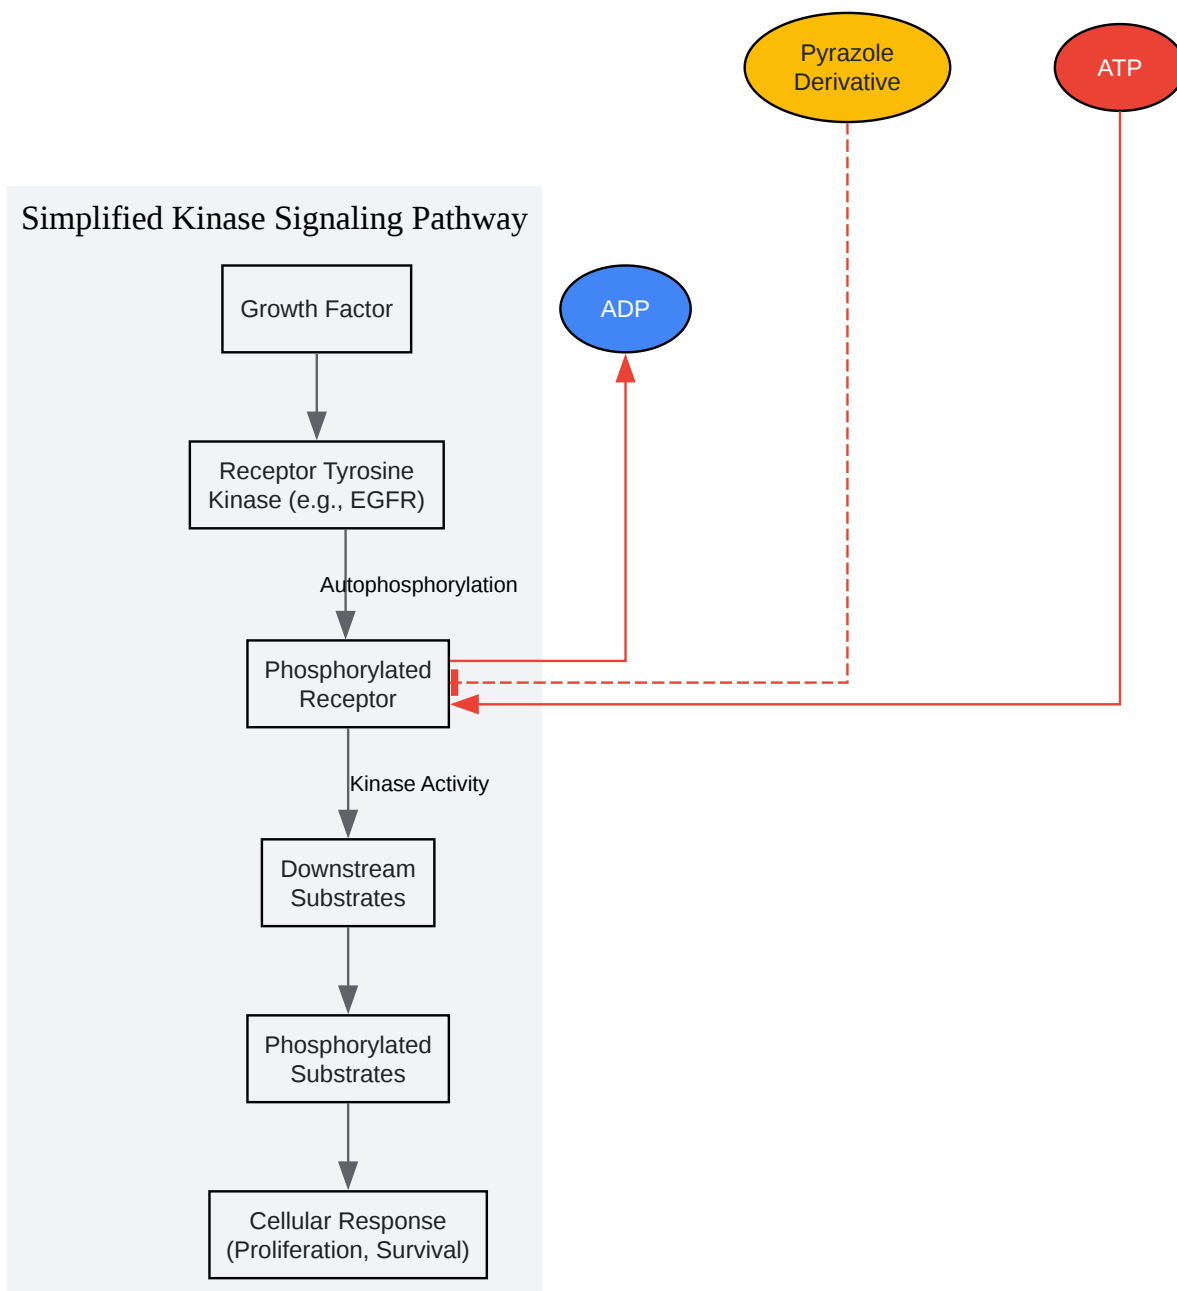 Pyrazole
Derivative
ATP
Simplified Kinase Signaling Pathway
Growth Factor
ADP
Receptor Tyrosine
Kinase (e.g., EGFR)
Autophosphorylation
Phosphorylated
Receptor
Kinase Activity
Downstream
Substrates
Phosphorylated
Substrates
Cellular Response
(Proliferation, Survival)